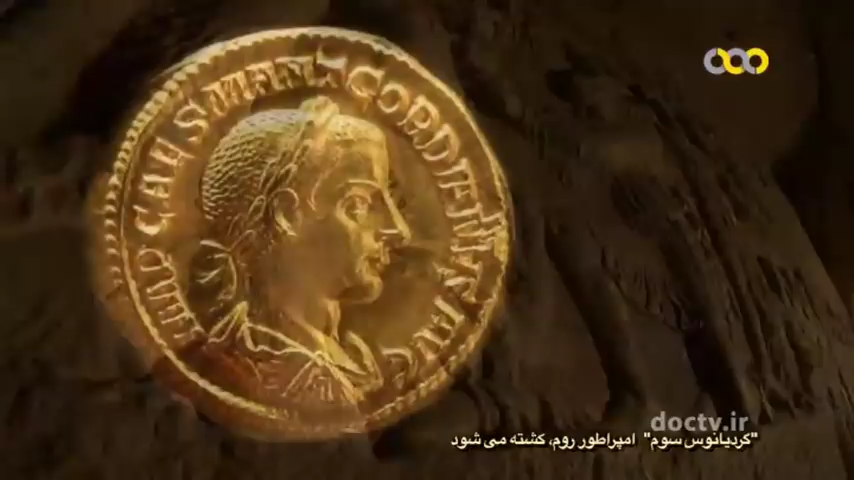 IMP CAES M ANT GORDIANVS AVG
doctv.ir
"گردیانوس سوم" امپراطور روم، کشته می شود